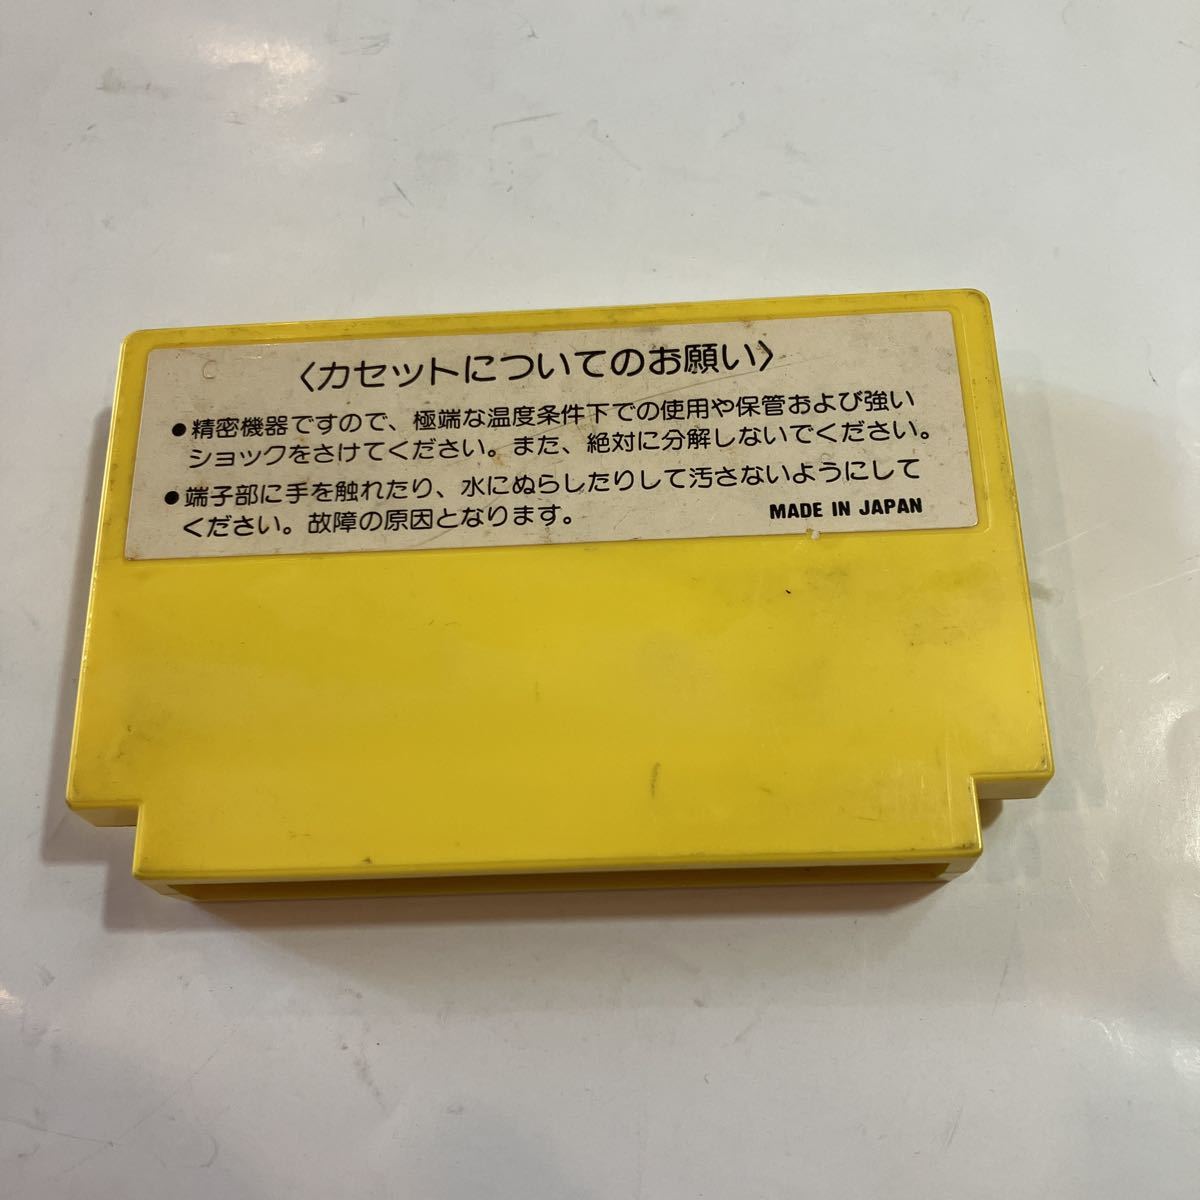 〈カセットについてのお願い〉
●精密機器ですので、極端な温度条件下での使用や保管および強い
ショックをさけてください。また、絶対に分解しないでください。
●端子部に手を触れたり、水にぬらしたりして汚さないようにして
ください。故障の原因となります。
MADE IN JAPAN